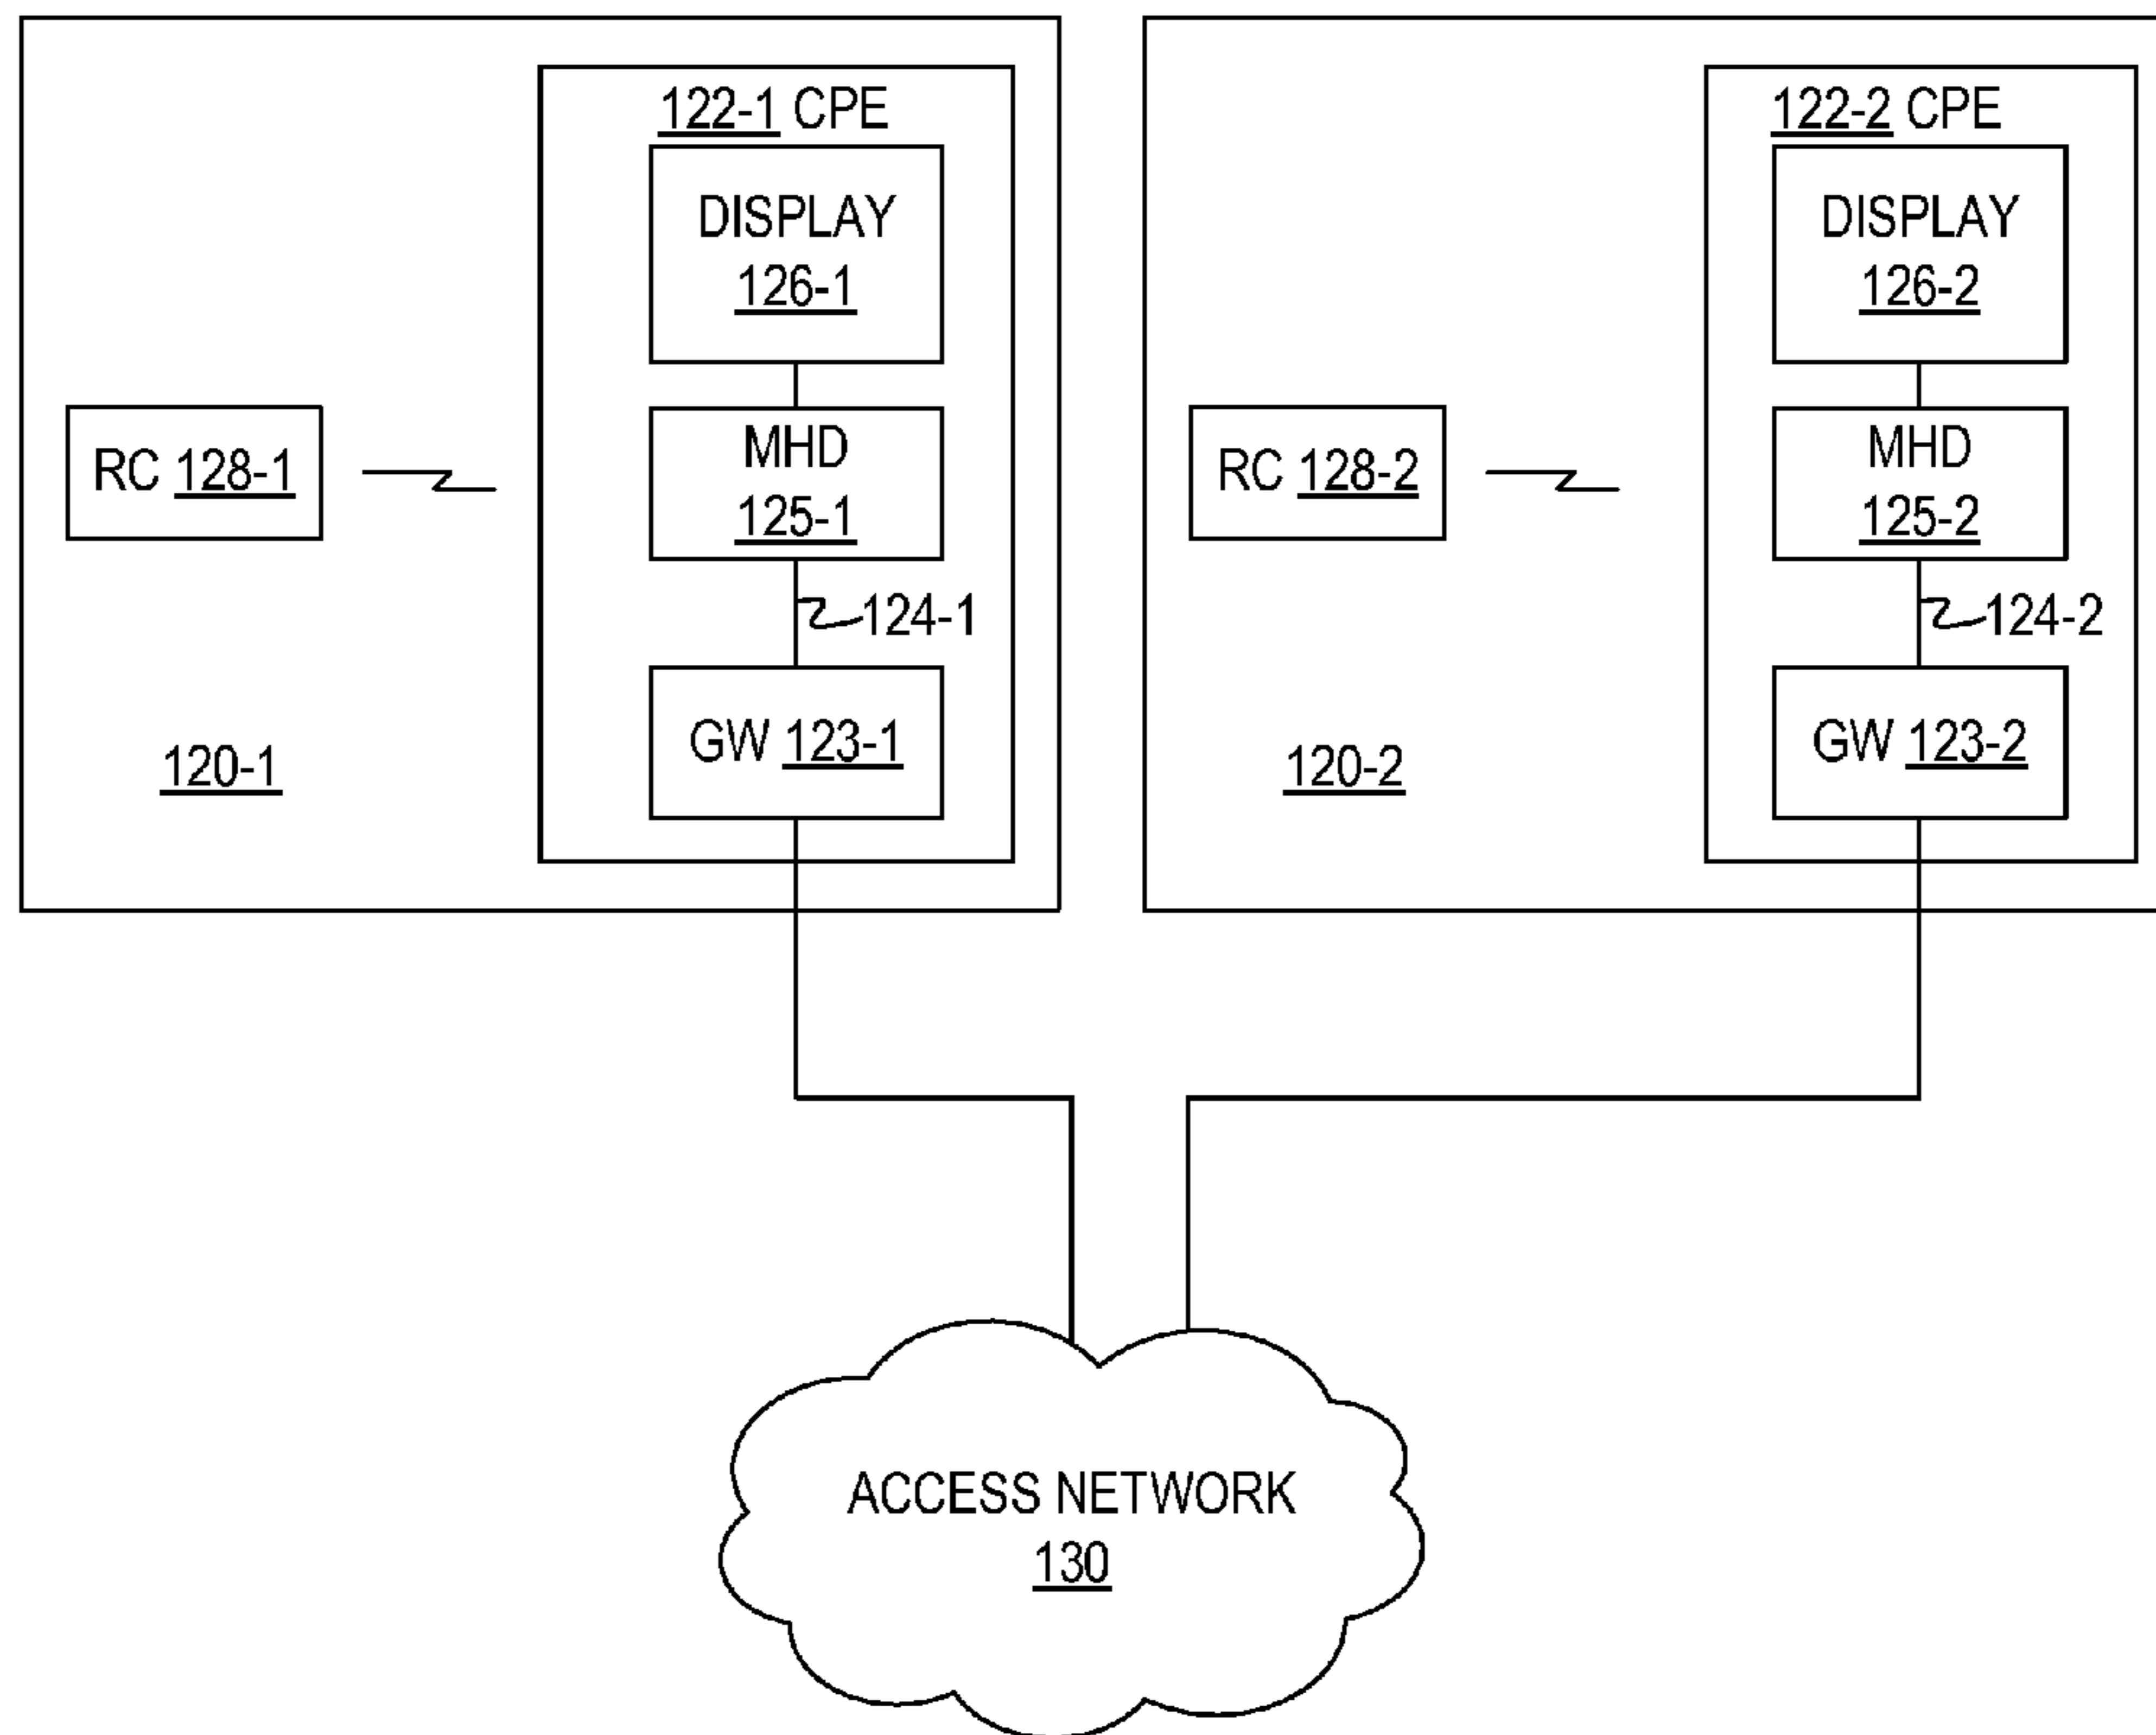 122-1 CPE
DISPLAY
126-1
RC 128-1
MHD
125-1
124-1
GW 123-1
120-1
122-2 CPE
DISPLAY
126-2
RC 128-2
MHD
125-2
124-2
GW 123-2
120-2
ACCESS NETWORK
130